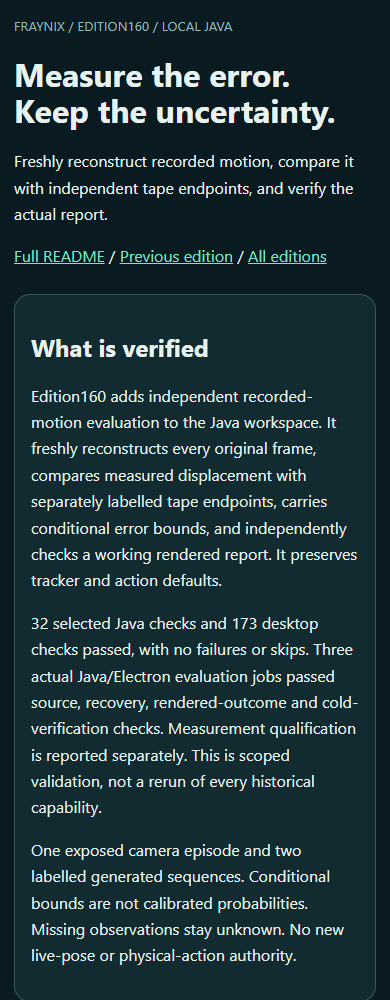 FRAYNIX / EDITION160 / LOCAL JAVA
Measure the error.
Keep the uncertainty.
Freshly reconstruct recorded motion, compare it
with independent tape endpoints, and verify the
actual report.
Full README / Previous edition / All editions
What is verified
Edition160 adds independent recorded-
motion evaluation to the Java workspace. It
freshly reconstructs every original frame,
compares measured displacement with
separately labelled tape endpoints, carries
conditional error bounds, and independently
checks a working rendered report. It preserves
tracker and action defaults.
32 selected Java checks and 173 desktop
checks passed, with no failures or skips. Three
actual Java/Electron evaluation jobs passed
source, recovery, rendered-outcome and cold-
verification checks. Measurement qualification
is reported separately. This is scoped
validation, not a rerun of every historical
capability.
One exposed camera episode and two
labelled generated sequences. Conditional
bounds are not calibrated probabilities.
Missing observations stay unknown. No new
live-pose or physical-action authority.